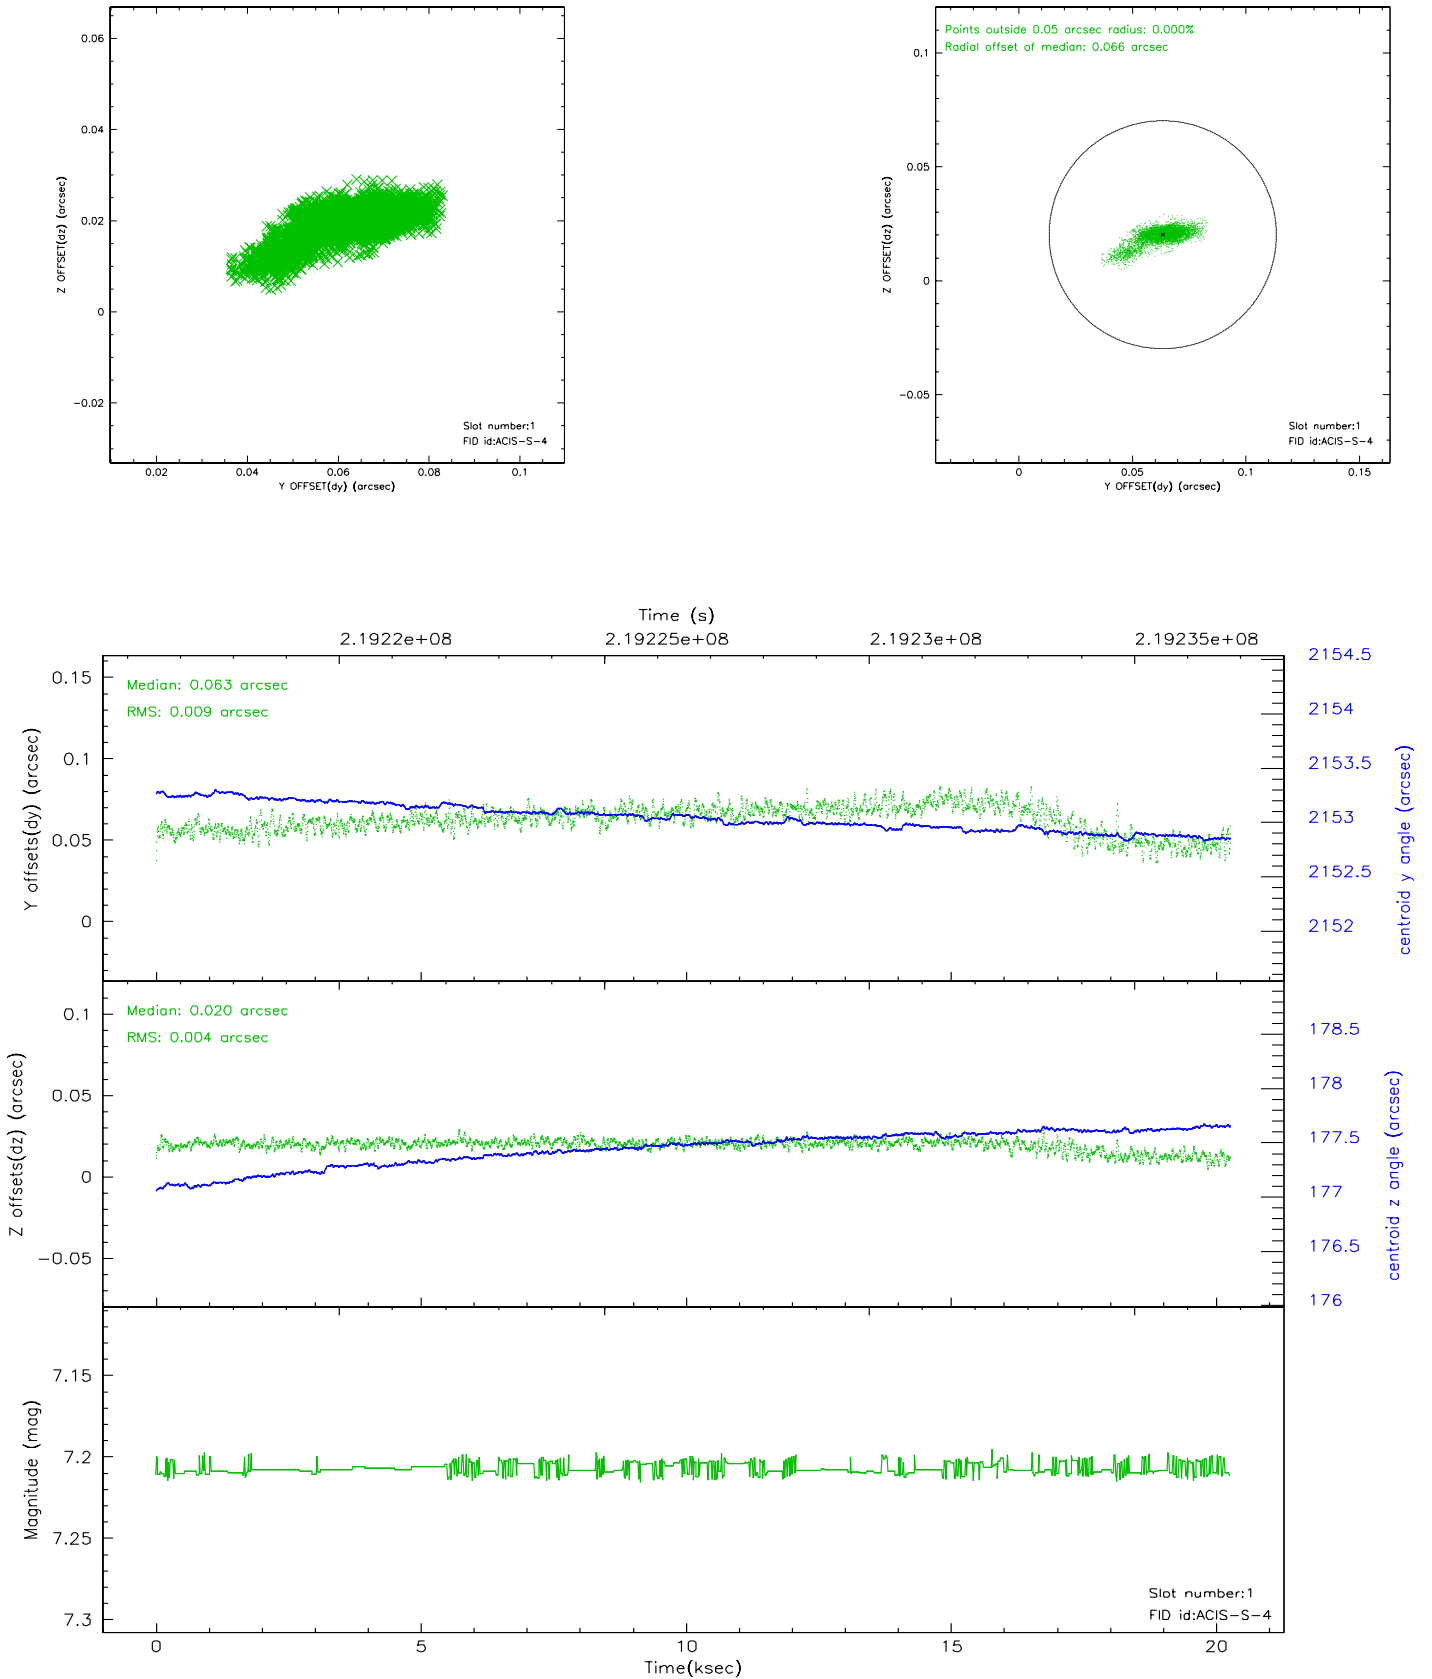 0.06
0.04
0.02
0
−0.02
Z OFFSET(dz) (arcsec)
Slot number:1
FID id:ACIS−S−4
0.02 0.04 0.06 0.08 0.1
Y OFFSET(dy) (arcsec)
Points outside 0.05 arcsec radius: 0.000%
Radial offset of median: 0.066 arcsec
0.1
0.05
0
−0.05
Z OFFSET(dz) (arcsec)
Slot number:1
FID id:ACIS−S−4
0 0.05 0.1 0.15
Y OFFSET(dy) (arcsec)
Time (s)
2.1922e+08 2.19225e+08 2.1923e+08 2.19235e+08
Median: 0.063 arcsec
RMS: 0.009 arcsec
0.15
0.1
0.05
0
Y offsets(dy) (arcsec)
2154.5
2154
2153.5
2153
2152.5
2152
centroid y angle (arcsec)
Median: 0.020 arcsec
RMS: 0.004 arcsec
0.1
0.05
0
−0.05
Z offsets(dz) (arcsec)
178.5
178
177.5
177
176.5
176
centroid z angle (arcsec)
7.15
7.2
7.25
7.3
Magnitude (mag)
Slot number:1
FID id:ACIS−S−4
0 5 10 15 20
Time(ksec)